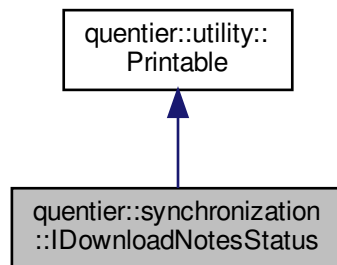 quentier::utility::
Printable
quentier::synchronization
::IDownloadNotesStatus